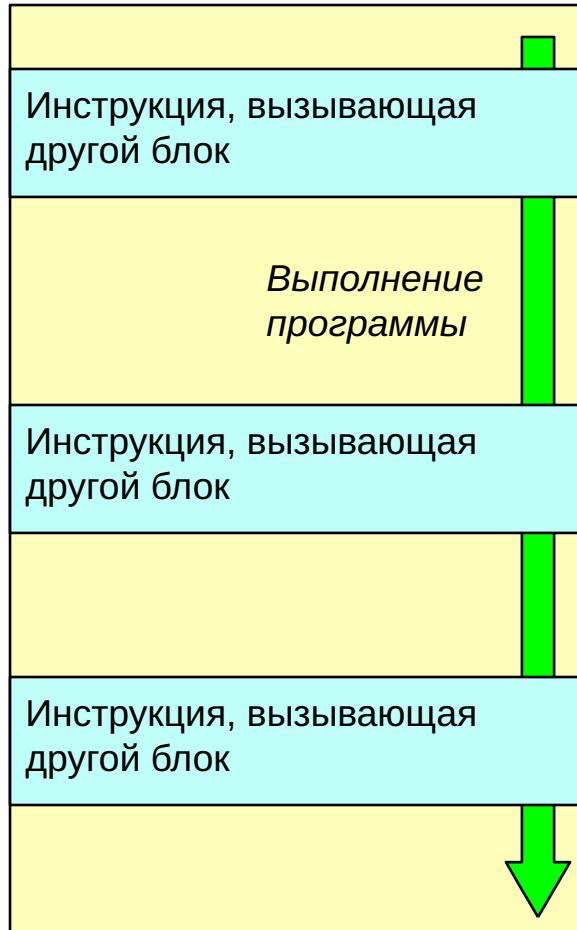 Инструкция, вызывающая
другой блок
Выполнение
программы
Инструкция, вызывающая
другой блок
Инструкция, вызывающая
другой блок